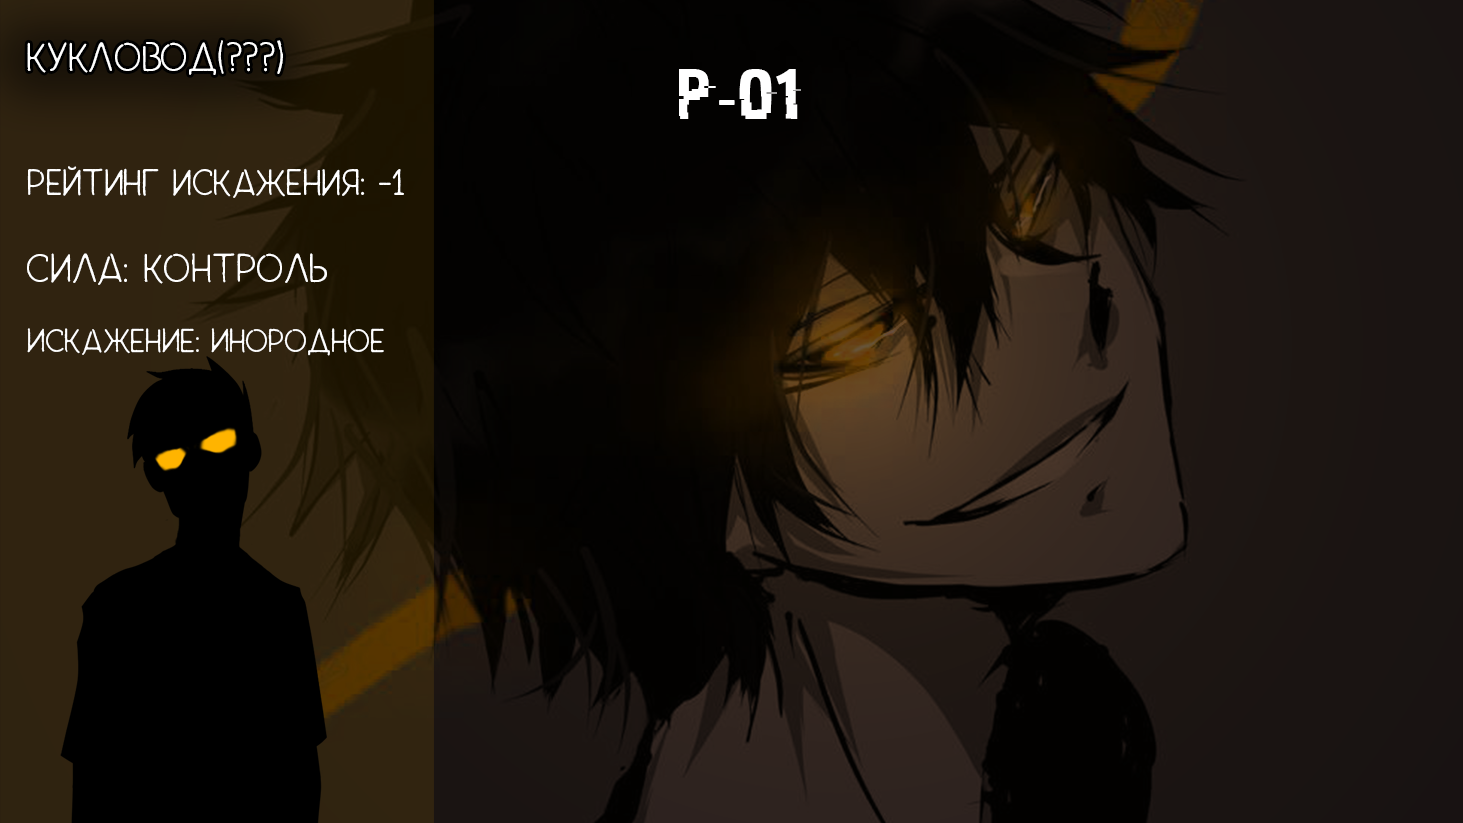 КУКЛОВОД(???)
P-01
РЕЙТИНГ ИСКАЖЕНИЯ: -1
СИЛА: КОНТРОЛЬ
ИСКАЖЕНИЕ: ИНОРОДНОЕ